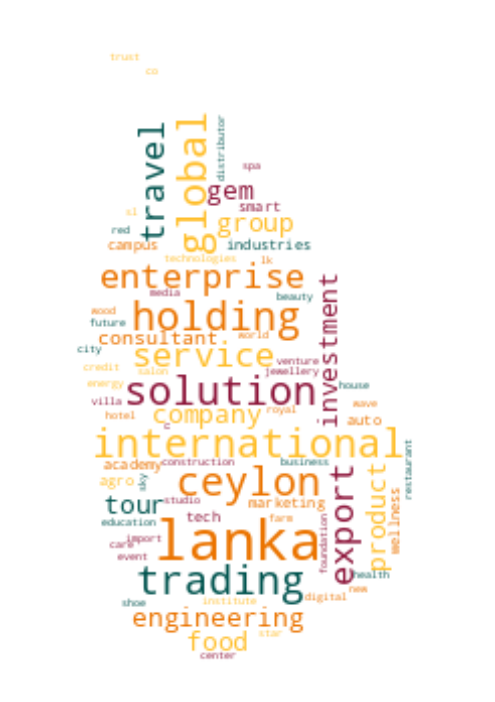 trust
co
travel
global
distributor
spa
gem
smart
sl
group
red
campus
industries
technologies
lk
enterprise
media
beauty
investment
wood
holding
future
consultant
world
city
service
venture
credit
salon
jewellery
energy
solution
house
villa
royal
wave
hotel
company
auto
c
international
restaurant
academy
construction
business
agro
sky
ceylon
export
product
wellness
tour
studio
marketing
education
tech
farm
foundation
import
lanka
care
event
trading
health
new
digital
shoe
institute
engineering
star
food
center